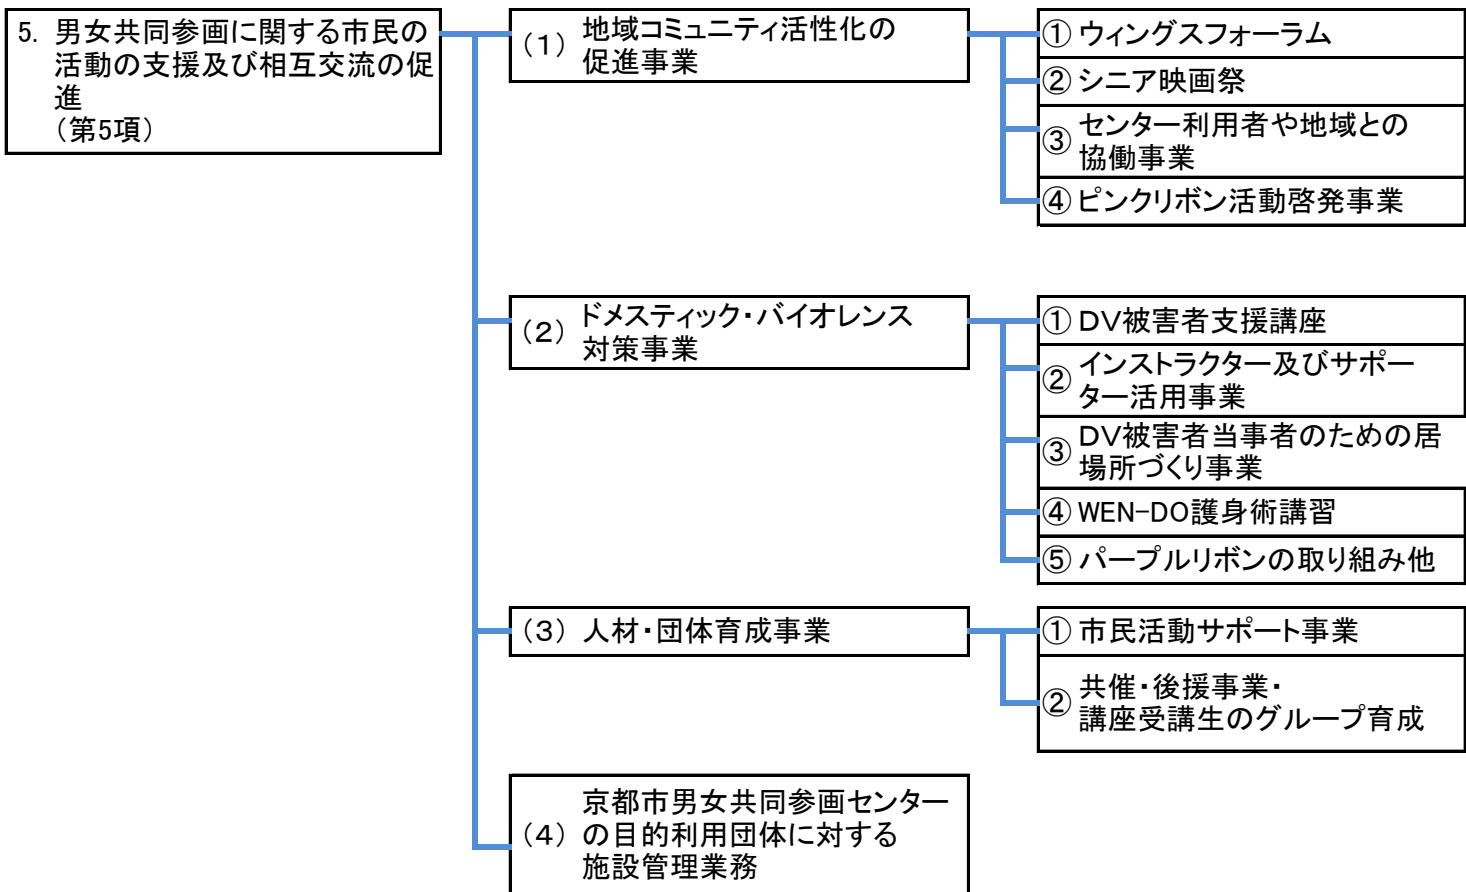 5. 男女共同参画に関する市民の
活動の支援及び相互交流の促
進
（第5項）
（1） 地域コミュニティ活性化の
促進事業
① ウィングスフォーラム
② シニア映画祭
③ センター利用者や地域との
協働事業
④ ピンクリボン活動啓発事業
（2） ドメスティック・バイオレンス
対策事業
① DV被害者支援講座
② インストラクター及びサポー
ター活用事業
③ DV被害者当事者のための居
場所づくり事業
④ WEN-DO護身術講習
⑤ パープルリボンの取り組み他
（3） 人材・団体育成事業
① 市民活動サポート事業
② 共催・後援事業・
講座受講生のグループ育成
（4） 京都市男女共同参画センター
の目的利用団体に対する
施設管理業務